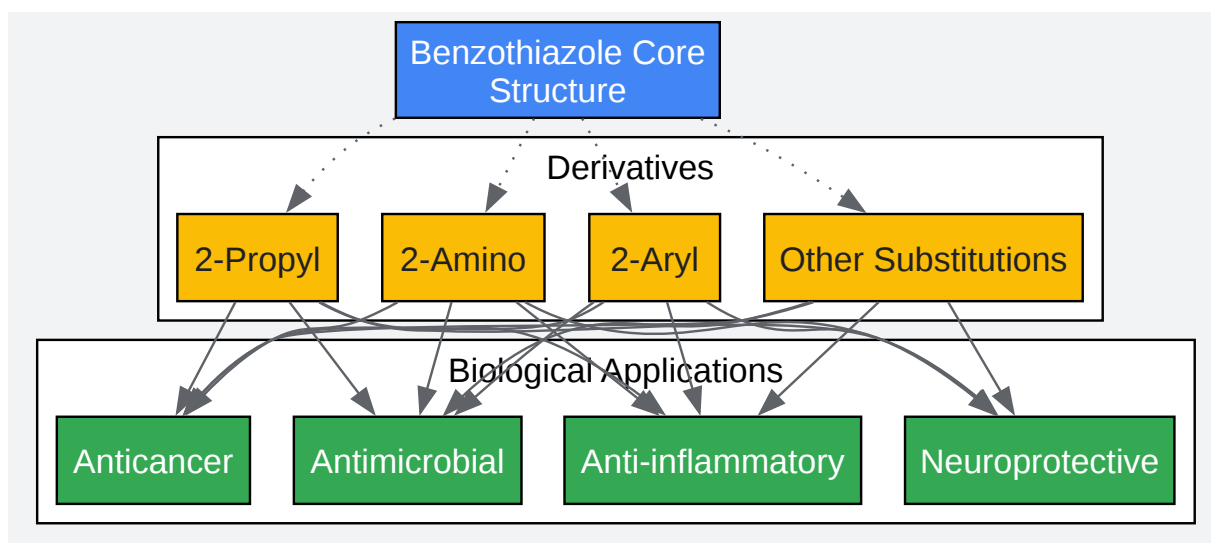 Benzothiazole Core
Structure
Derivatives
2-Propyl
2-Amino
2-Aryl
Other Substitutions
Biological Applications
Anticancer
Antimicrobial
Anti-inflammatory
Neuroprotective